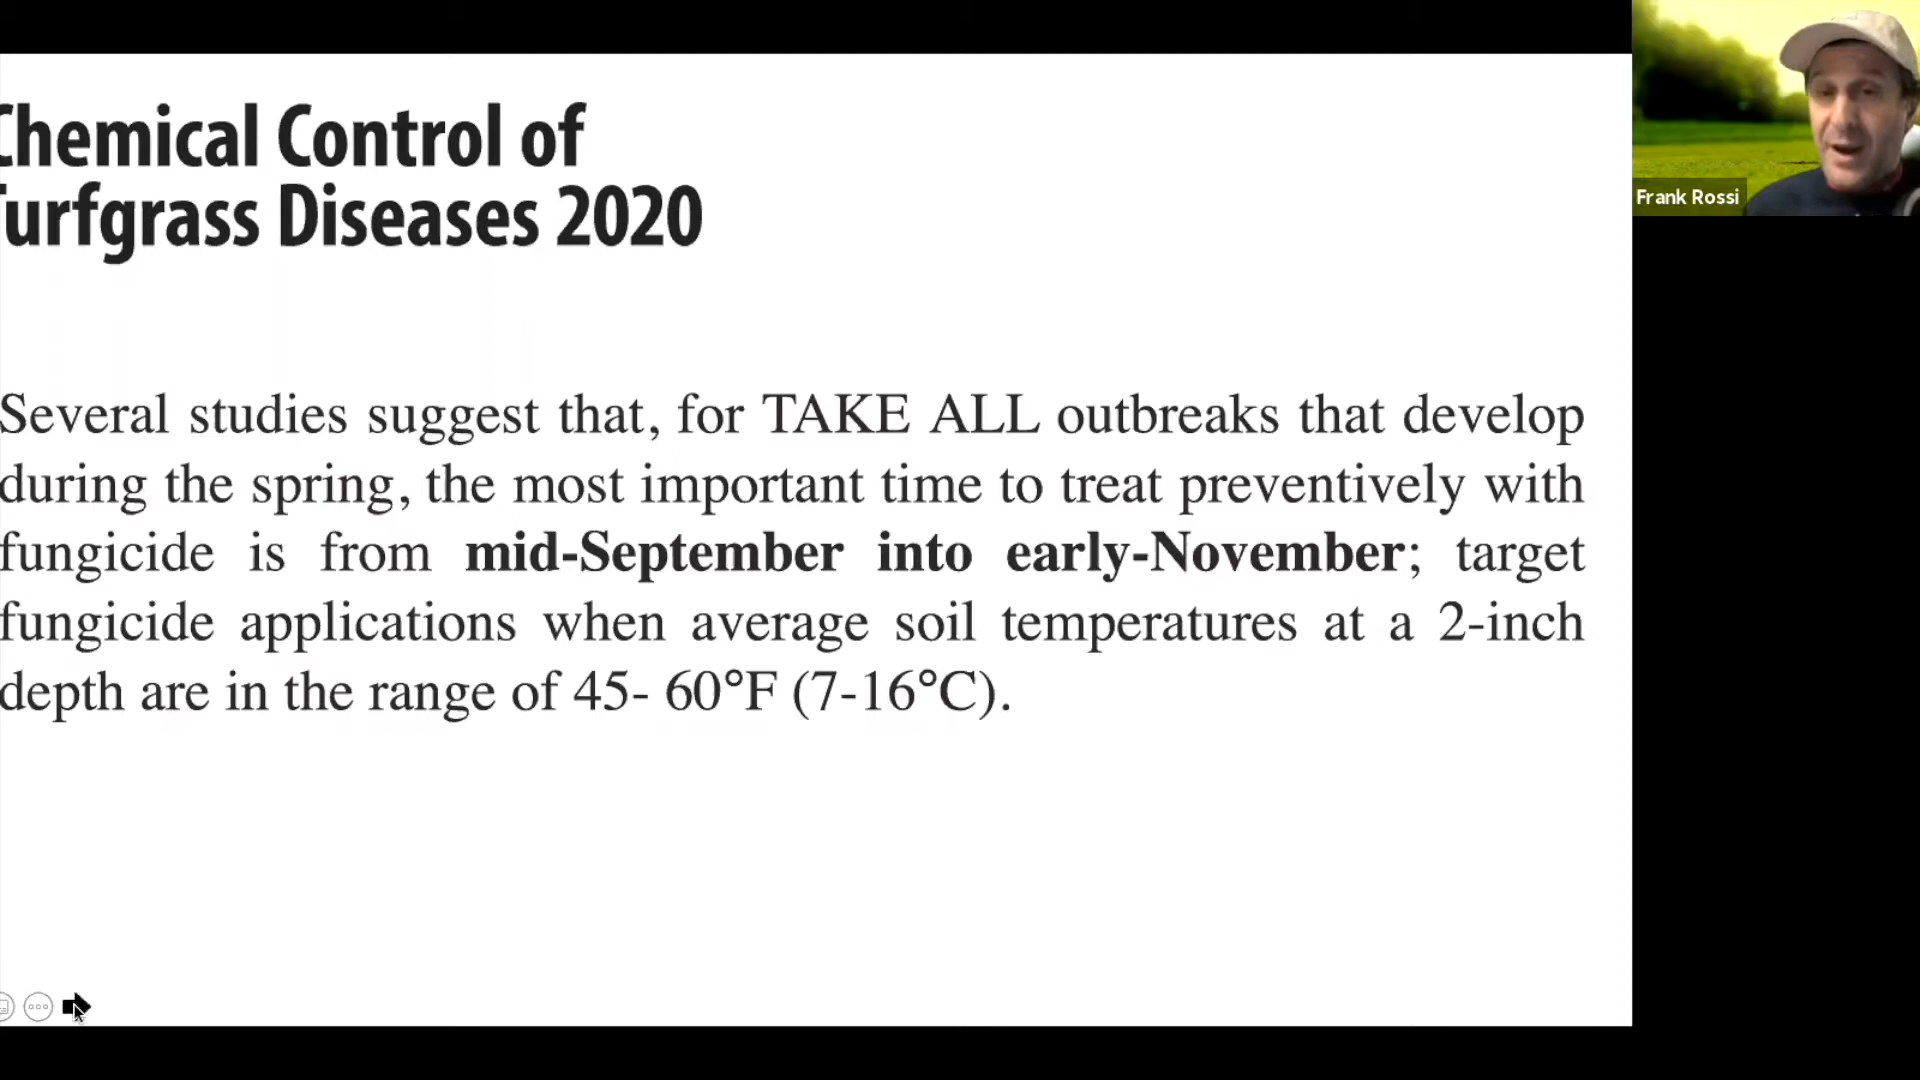 Chemical Control of
Turfgrass Diseases 2020
Several studies suggest that, for TAKE ALL outbreaks that develop
during the spring, the most important time to treat preventively with
fungicide is from mid-September into early-November; target
fungicide applications when average soil temperatures at a 2-inch
depth are in the range of 45- 60°F (7-16°C).
Frank Rossi